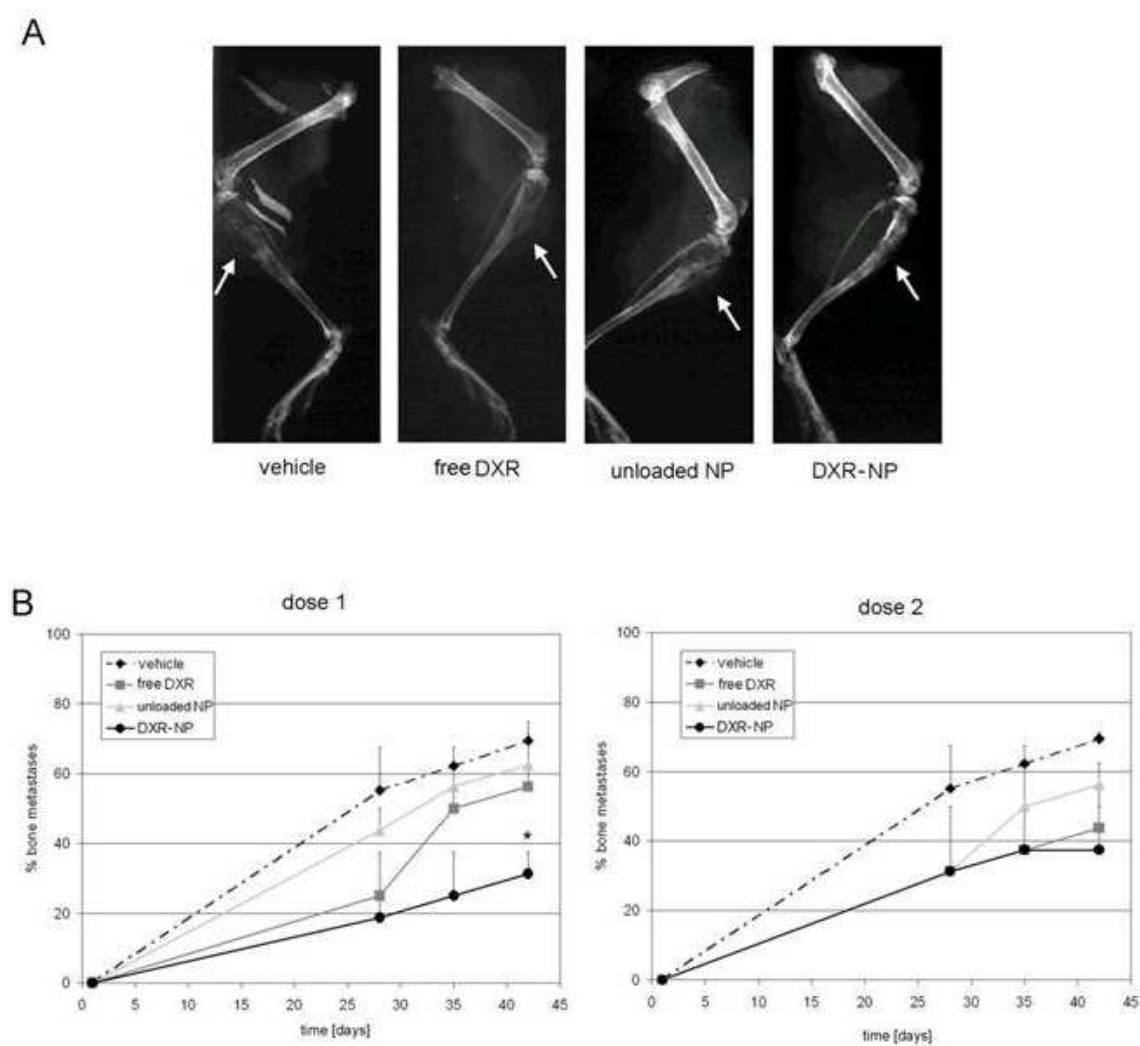 A
vehicle
free DXR
unloaded NP
DXR-NP
B
dose 1
% bone metastases
100
80
60
40
20
0
vehicle
free DXR
unloaded NP
DXR-NP
*
0 5 10 15 20 25 30 35 40 45
time [days]
dose 2
% bone metastases
100
80
60
40
20
0
vehicle
free DXR
unloaded NP
DXR-NP
0 5 10 15 20 25 30 35 40 45
time [days]